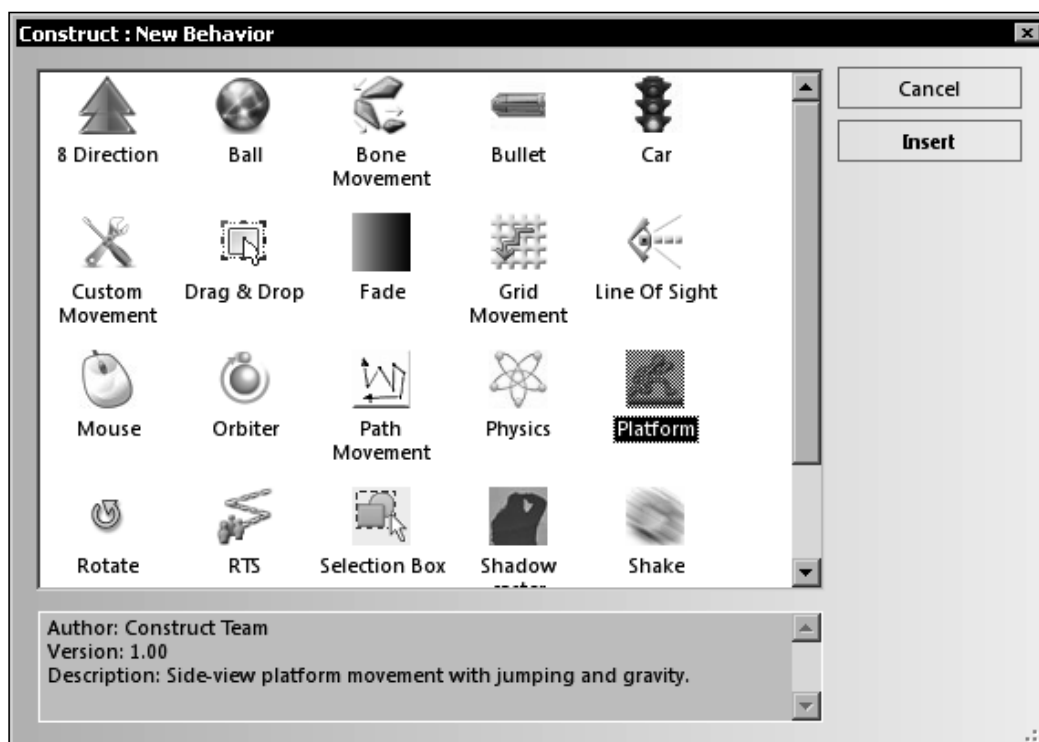 Construct : New Behavior
Cancel
Insert
8 Direction
Ball
Bone
Movement
Bullet
Car
Custom
Movement
Drag & Drop
Fade
Grid
Movement
Line Of Sight
Mouse
Orbiter
Path
Movement
Physics
Platform
Rotate
RTS
Selection Box
Shadow
Shake
Author: Construct Team
Version: 1.00
Description: Side-view platform movement with jumping and gravity.